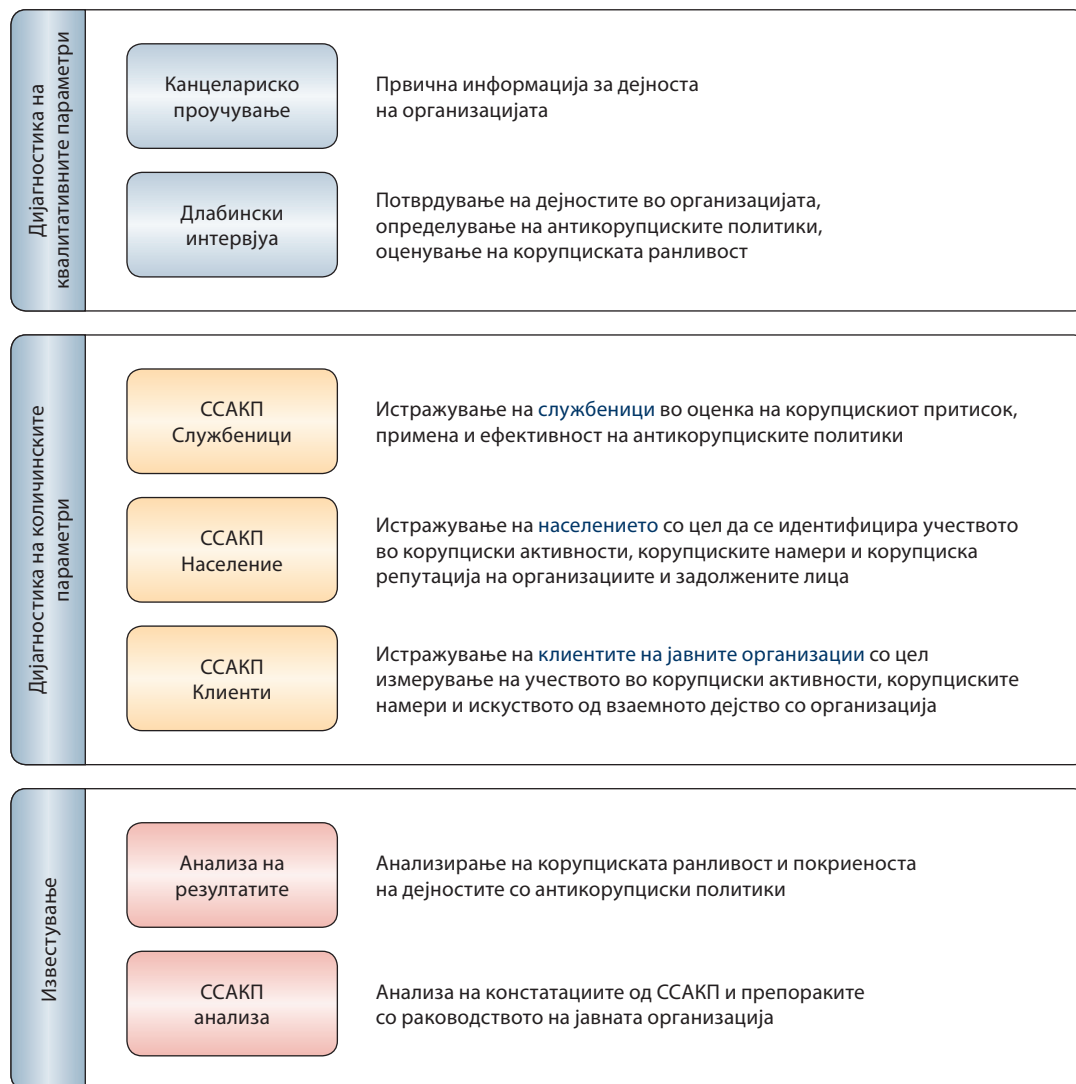 Дијагностика на
квалитативните параметри
Канцелариско
проучување
Првична информација за дејноста
на организацијата
Длабински
интервјуа
Потврдување на дејностите во организацијата,
определување на антикорупциските политики,
оценување на корупциската ранливост
Дијагностика на количинските
параметри
ССАКП
Службеници
Истражување на службеници во оценка на корупцискиот притисок,
примена и ефективност на антикорупциските политики
ССАКП
Население
Истражување на населението со цел да се идентифицира учеството
во корупциски активности, корупциските намери и корупциска
репутација на организациите и задолжените лица
ССАКП
Клиенти
Истражување на клиентите на јавните организации со цел
измерување на учеството во корупциски активности, корупциските
намери и искуството од взаемното дејство со организација
Известување
Анализа на
резултатите
Анализирање на корупциската ранливост и покриеноста
на дејностите со антикорупциски политики
ССАКП
анализа
Анализа на констатациите од ССАКП и препораките
со раководството на јавната организација